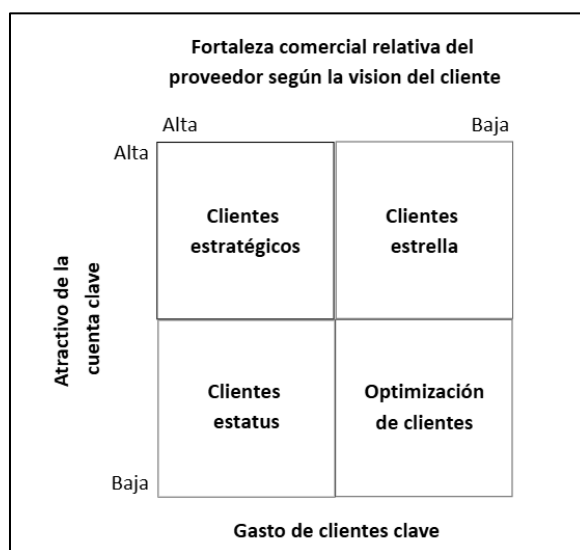 Fortaleza comercial relativa del
proveedor según la vision del cliente
Alta
Baja
Alta
Clientes
estratégicos
Clientes
estrella
Atractivo de la
cuenta clave
Clientes
estatus
Optimización
de clientes
Baja
Gasto de clientes clave